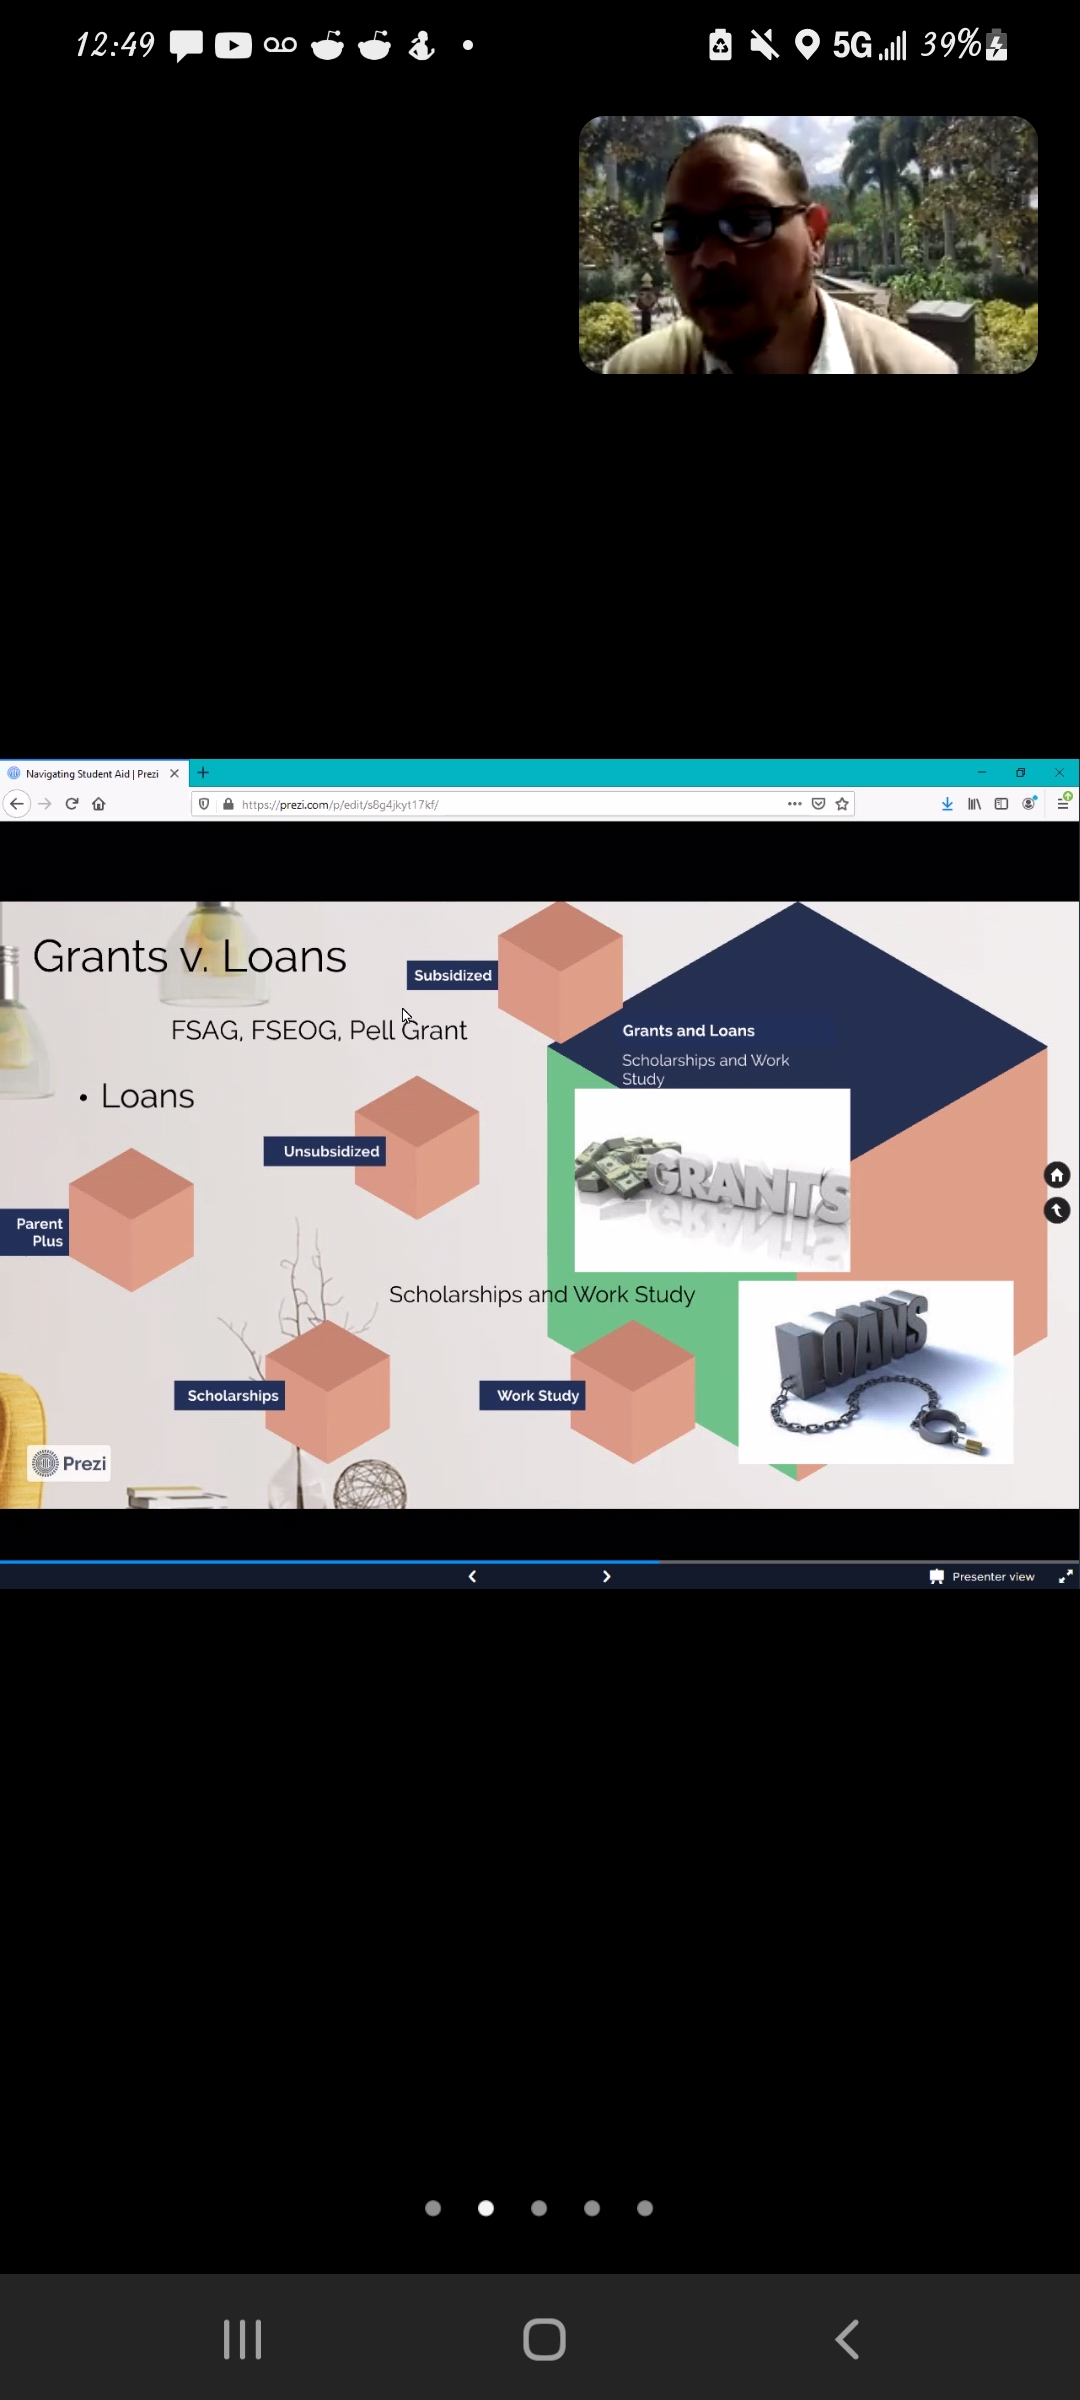 12:49
5G
39%
Navigating Student Aid | Prezi
https://prezi.com/p/edit/s8g4jkyt17kf/
Grants v. Loans
Subsidized
FSAG, FSEOG, Pell Grant
Grants and Loans
Scholarships and Work
Study
• Loans
Unsubsidized
GRANTS
Parent
Plus
Scholarships and Work Study
LOANS
Scholarships
Work Study
Prezi
Presenter view